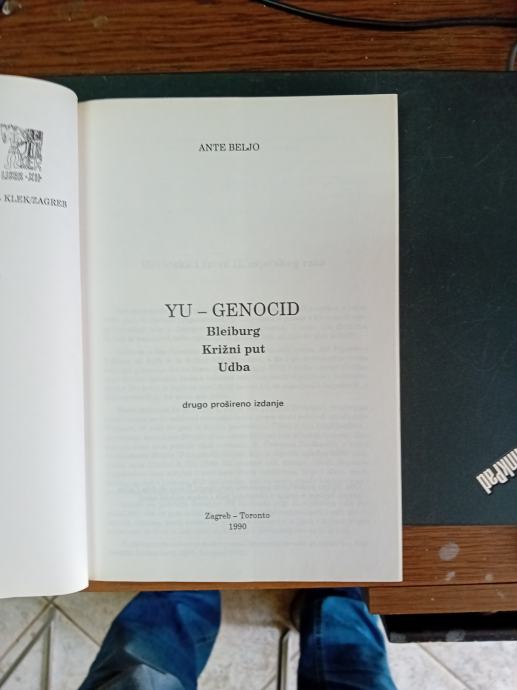 KLEK/ZAGREB
ANTE BELJO
YU – GENOCID
Bleiburg
Križni put
Udba
drugo prošireno izdanje
Zagreb – Toronto
1990